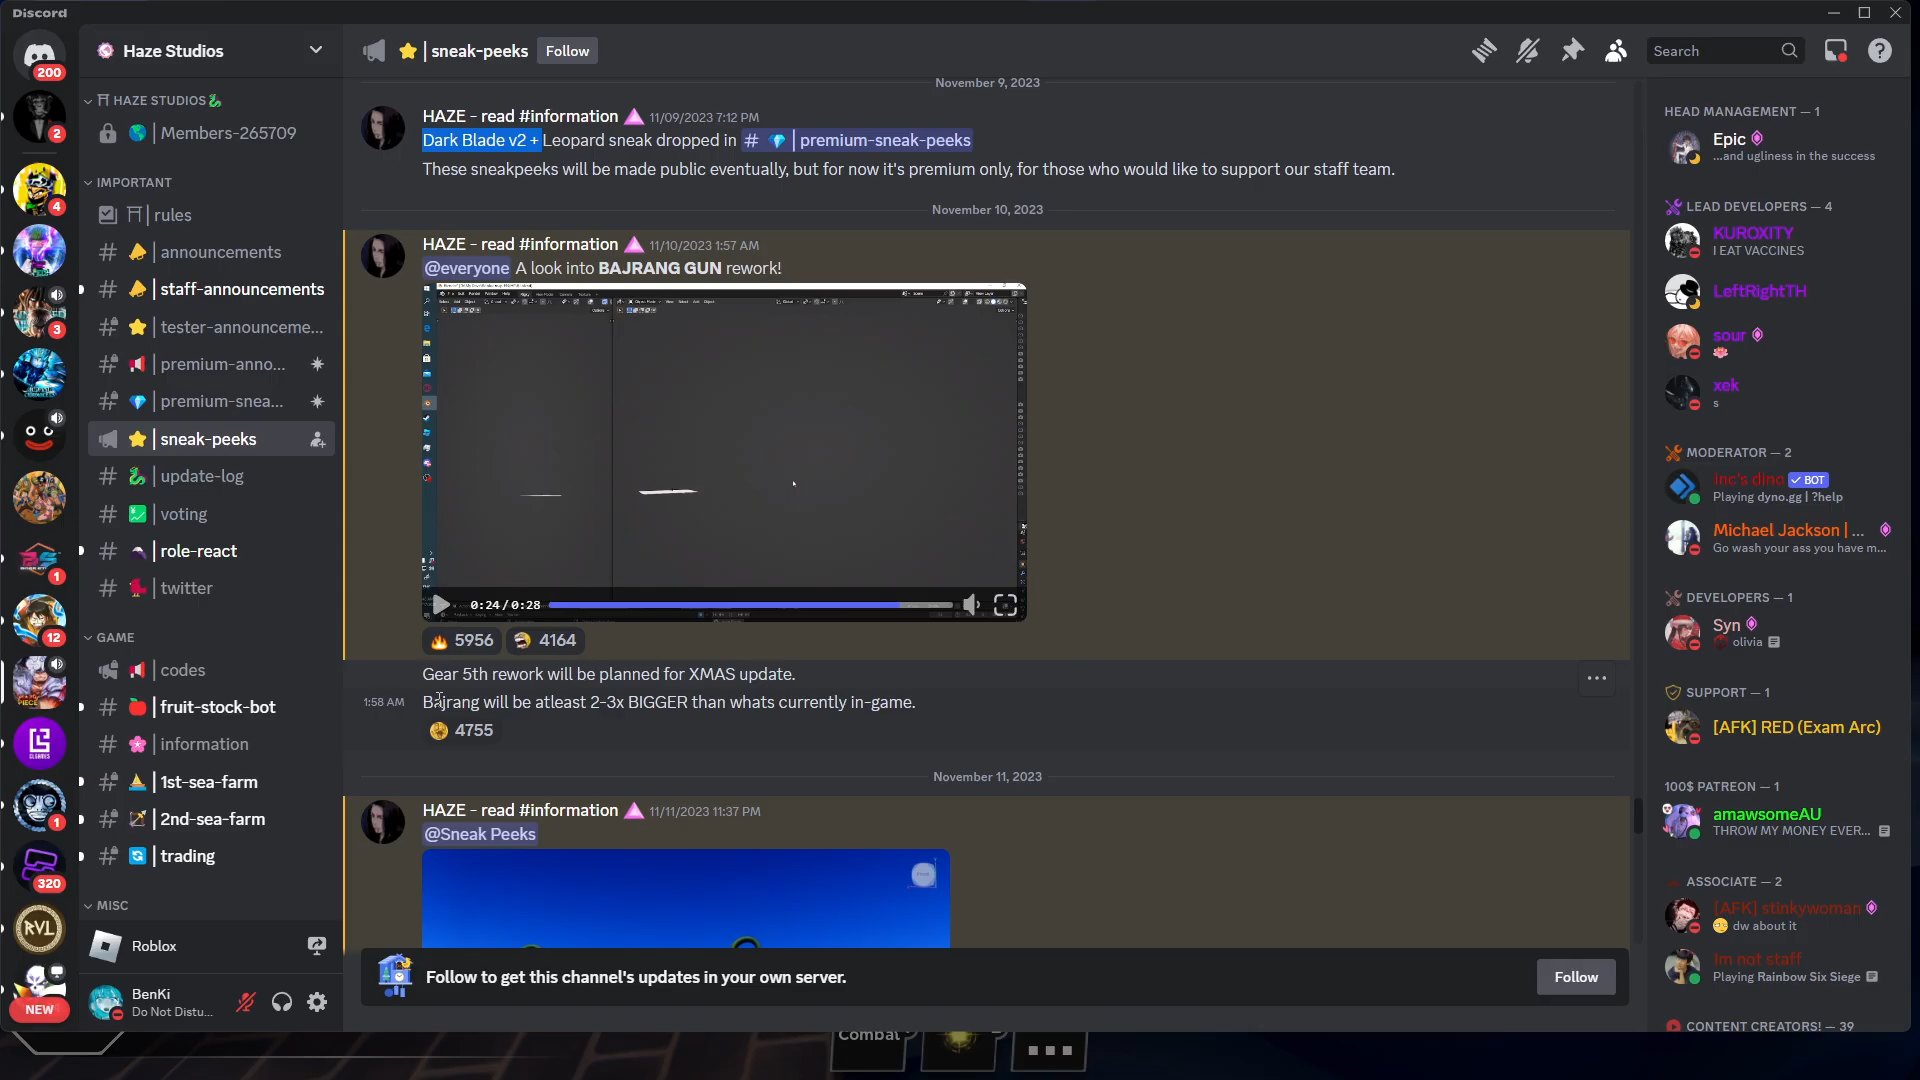 Discord
200
2
4
3
1
12
1
320
NEW
Haze Studios
HAZE STUDIOS
Members-265709
IMPORTANT
rules
announcements
staff-announcements
tester-announceme...
premium-anno...
premium-snea...
sneak-peeks
update-log
voting
role-react
twitter
GAME
codes
fruit-stock-bot
information
1st-sea-farm
2nd-sea-farm
trading
MISC
Roblox
BenKi
Do Not Distu...
sneak-peeks
Follow
Search
November 9, 2023
HAZE - read #information 11/09/2023 7:12 PM
Dark Blade v2 + Leopard sneak dropped in # premium-sneak-peeks
These sneakpeeks will be made public eventually, but for now it's premium only, for those who would like to support our staff team.
November 10, 2023
HAZE - read #information 11/10/2023 1:57 AM
@everyone A look into BAJRANG GUN rework!
0:24/0:28
5956 4164
Gear 5th rework will be planned for XMAS update.
1:58 AM Bajrang will be atleast 2-3x BIGGER than whats currently in-game.
4755
November 11, 2023
HAZE - read #information 11/11/2023 11:37 PM
@Sneak Peeks
Follow to get this channel's updates in your own server.
Follow
HEAD MANAGEMENT — 1
Epic
...and ugliness in the success
LEAD DEVELOPERS — 4
KUROXITY
I EAT VACCINES
LeftRightTH
sour
xek
s
MODERATOR — 2
inc's dino BOT
Playing dyno.gg | ?help
Michael Jackson | ...
Go wash your ass you have m...
DEVELOPERS — 1
Syn
olivia
SUPPORT — 1
[AFK] RED (Exam Arc)
100$ PATREON — 1
amawsomeAU
THROW MY MONEY EVER...
ASSOCIATE — 2
[AFK] stinkywoman
dw about it
Im not staff
Playing Rainbow Six Siege
CONTENT CREATORS! — 39
Combat